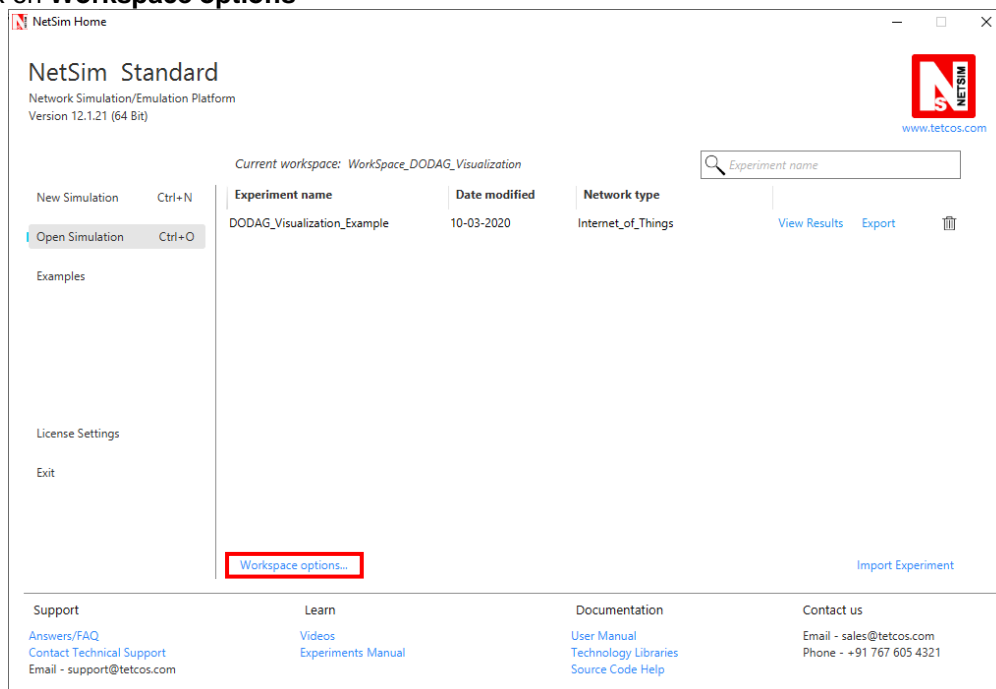 on Workspace options
NetSim Home
NetSim Standard
Network Simulation/Emulation Platform
Version 12.1.21 (64 Bit)
NS
NETSIM
www.tetcos.com
Current workspace: WorkSpace_DODAG_Visualization
Experiment name
New Simulation Ctrl+N
Open Simulation Ctrl+O
Examples
License Settings
Exit
Experiment name Date modified Network type
DODAG_Visualization_Example 10-03-2020 Internet_of_Things View Results Export
Workspace options...
Import Experiment
Support
Answers/FAQ
Contact Technical Support
Email - support@tetcos.com
Learn
Videos
Experiments Manual
Documentation
User Manual
Technology Libraries
Source Code Help
Contact us
Email - sales@tetcos.com
Phone - +91 767 605 4321